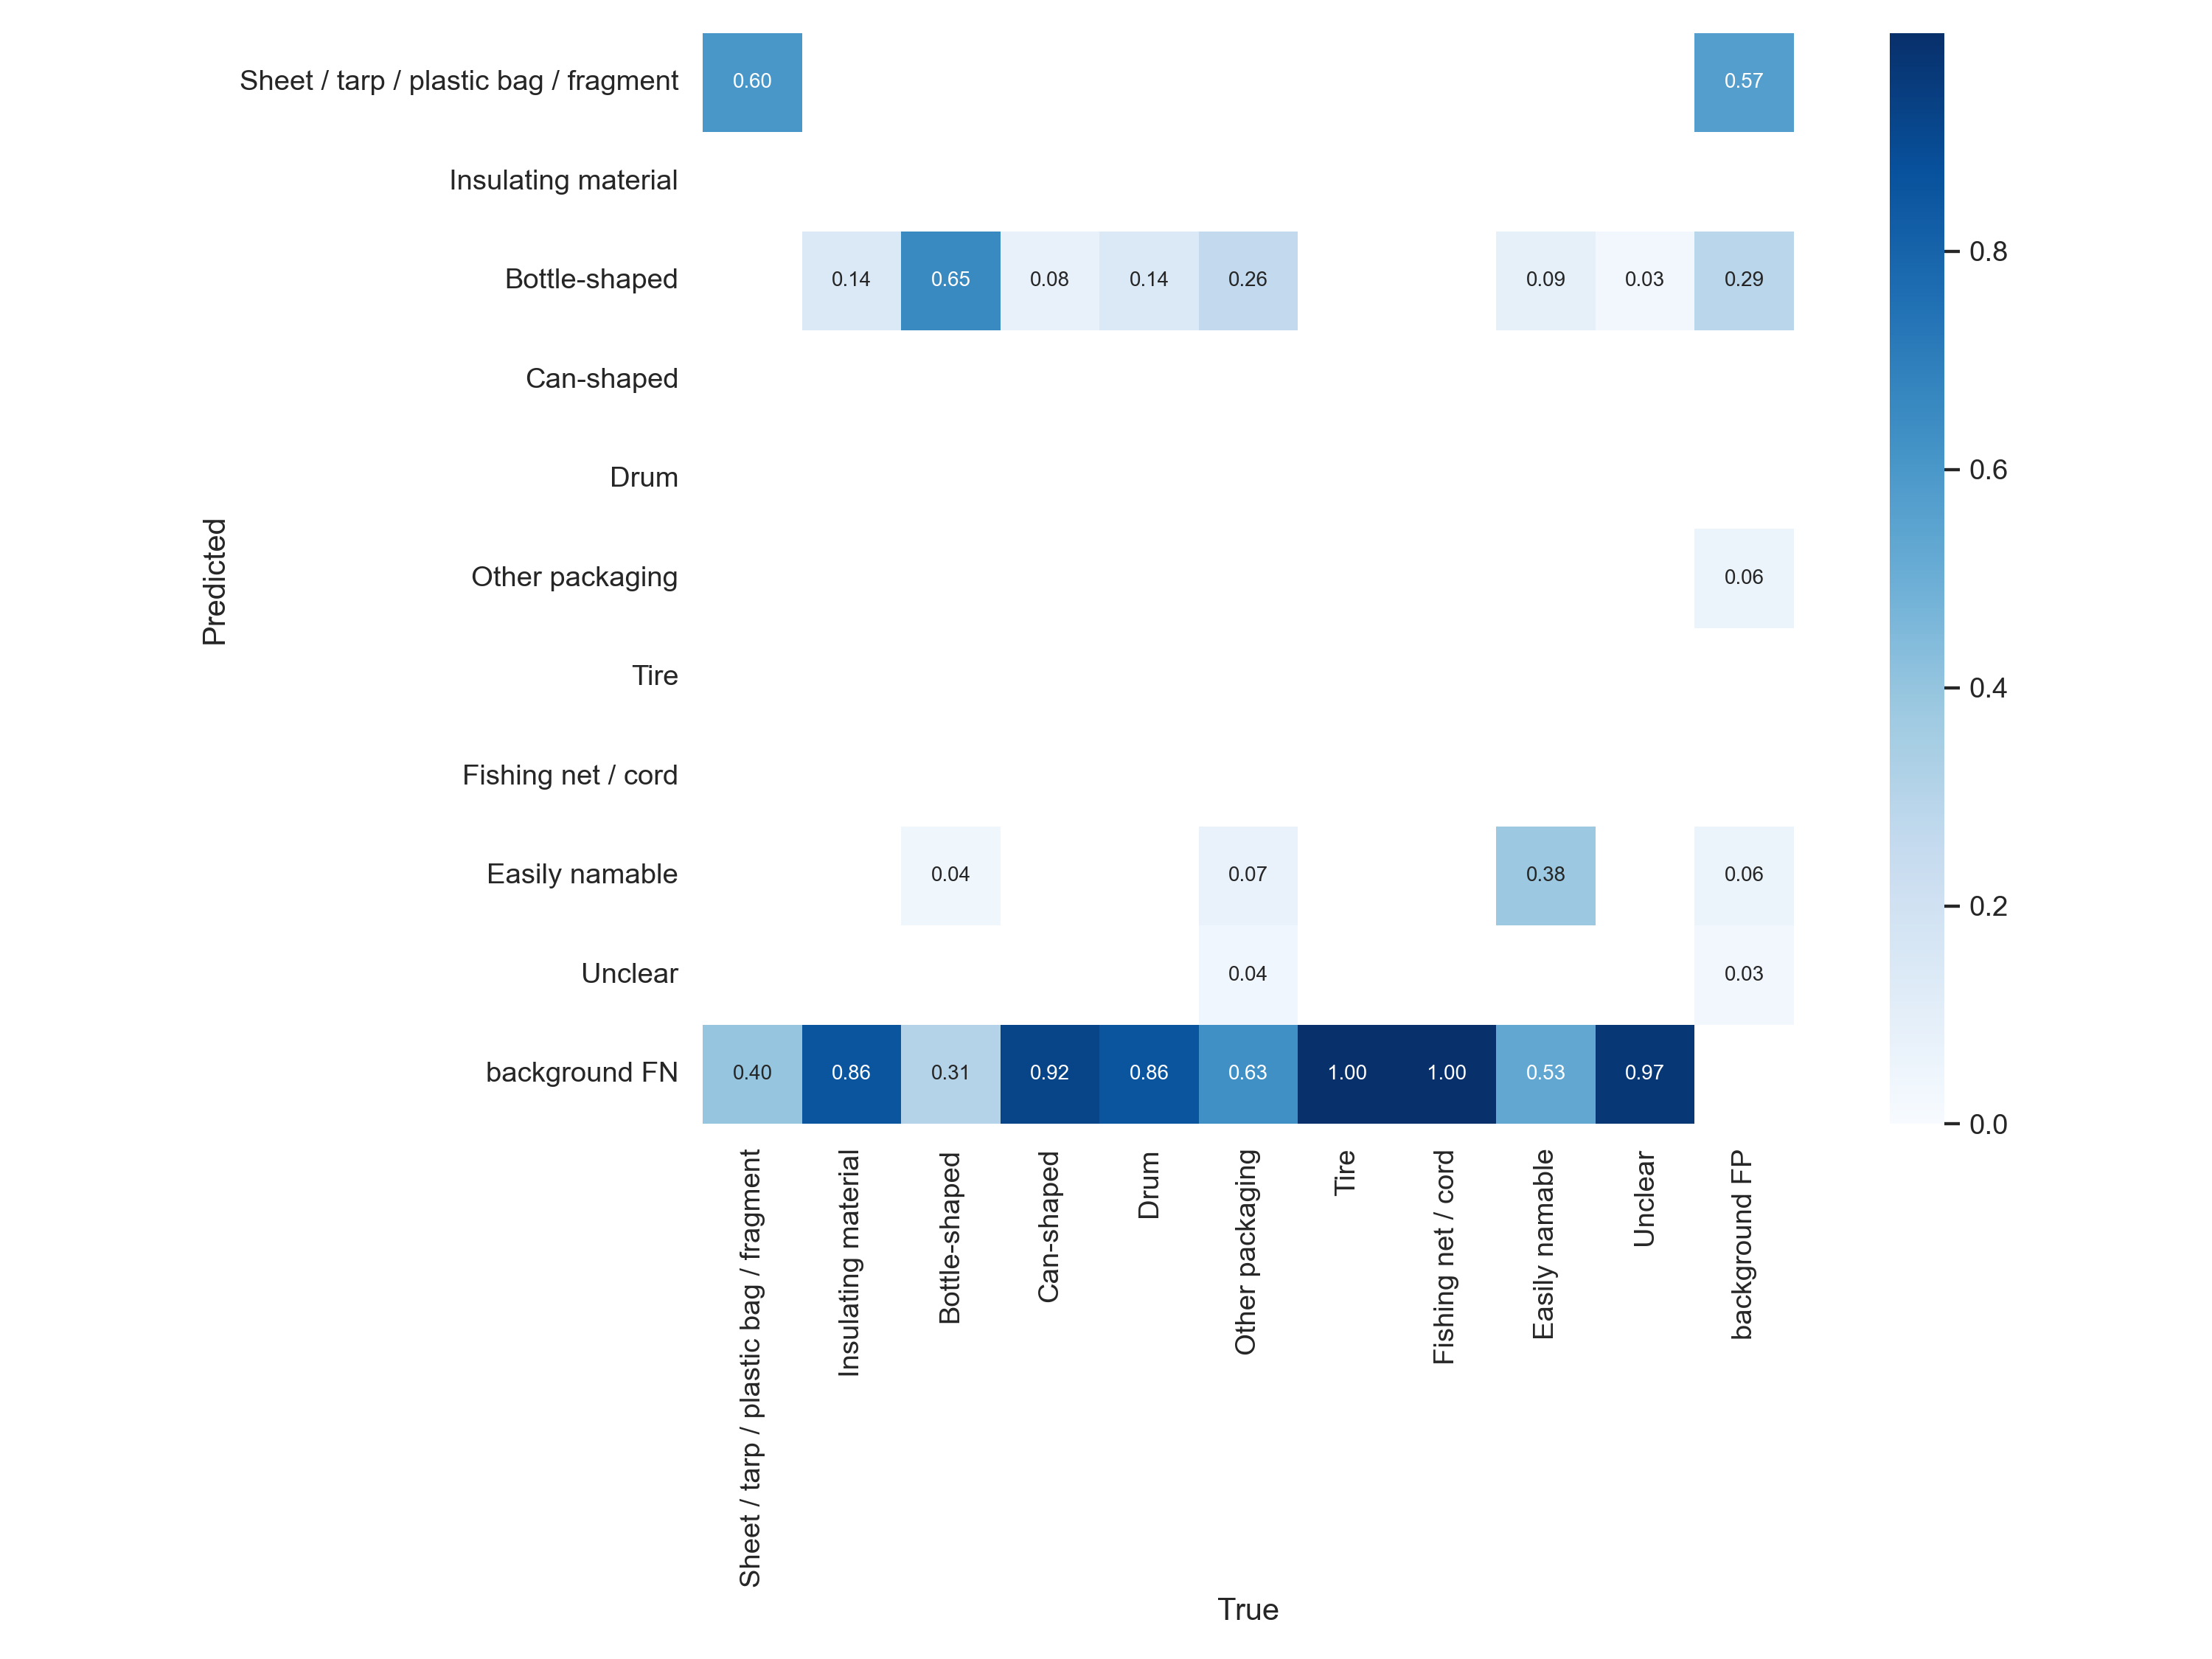 Sheet / tarp / plastic bag / fragment
0.60
0.57
Insulating material
Bottle-shaped
0.14
0.65
0.08
0.14
0.26
0.09
0.03
0.29
Can-shaped
Drum
Other packaging
0.06
Tire
Fishing net / cord
Easily namable
0.04
0.07
0.38
0.06
Unclear
0.04
0.03
background FN
0.40
0.86
0.31
0.92
0.86
0.63
1.00
1.00
0.53
0.97
Predicted
Sheet / tarp / plastic bag / fragment
Insulating material
Bottle-shaped
Can-shaped
Drum
Other packaging
Tire
Fishing net / cord
Easily namable
Unclear
background FP
True
0.8
0.6
0.4
0.2
0.0